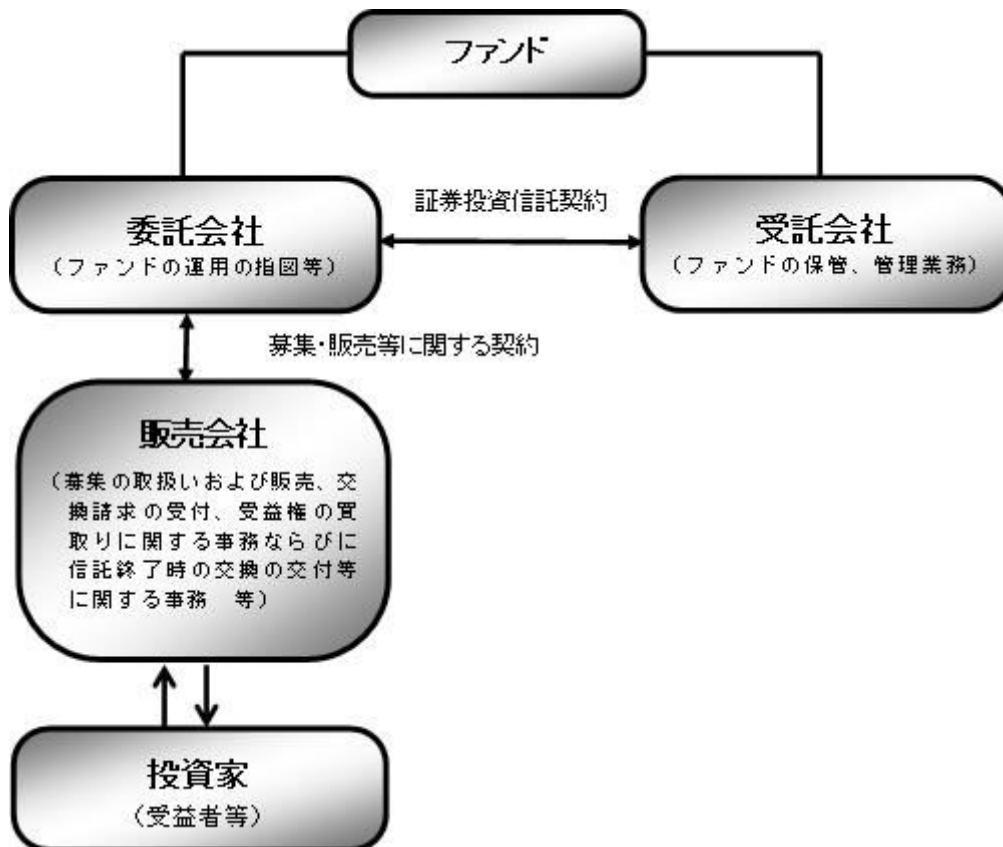 ファンド
証券投資信託契約
委託会社
(ファンドの運用の指図等)
受託会社
(ファンドの保管、管理業務)
募集・販売等に関する契約
販売会社
(募集の取扱いおよび販売、交
換請求の受付、受益権の買
取りに関する事務ならびに
信託終了時の交換の交付等
に関する事務 等)
投資家
(受益者等)